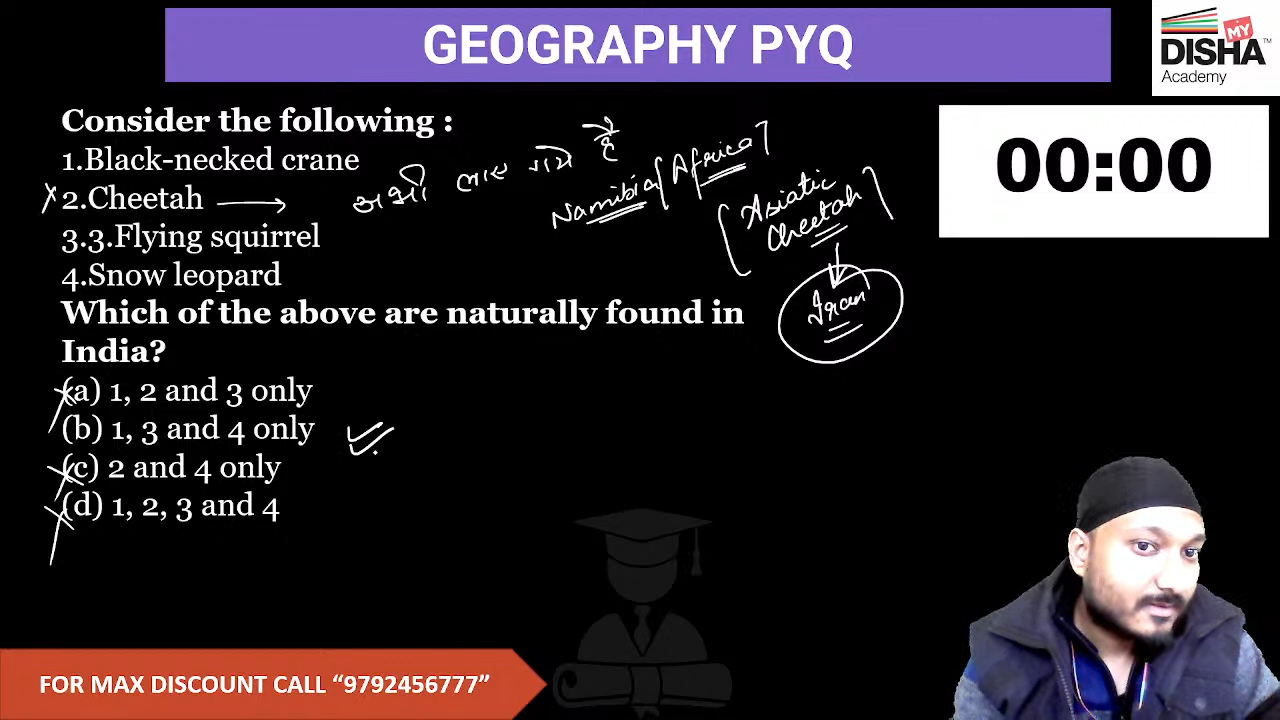 GEOGRAPHY PYQ
MY
DISHA™
Academy
Consider the following :
1.Black-necked crane
2.Cheetah
अभी लाए गये है
Namibia [Africa]
[Asiatic
Cheetah]
Iran
3.3.Flying squirrel
4.Snow leopard
Which of the above are naturally found in
India?
(a) 1, 2 and 3 only
(b) 1, 3 and 4 only
(c) 2 and 4 only
(d) 1, 2, 3 and 4
00:00
FOR MAX DISCOUNT CALL “9792456777”